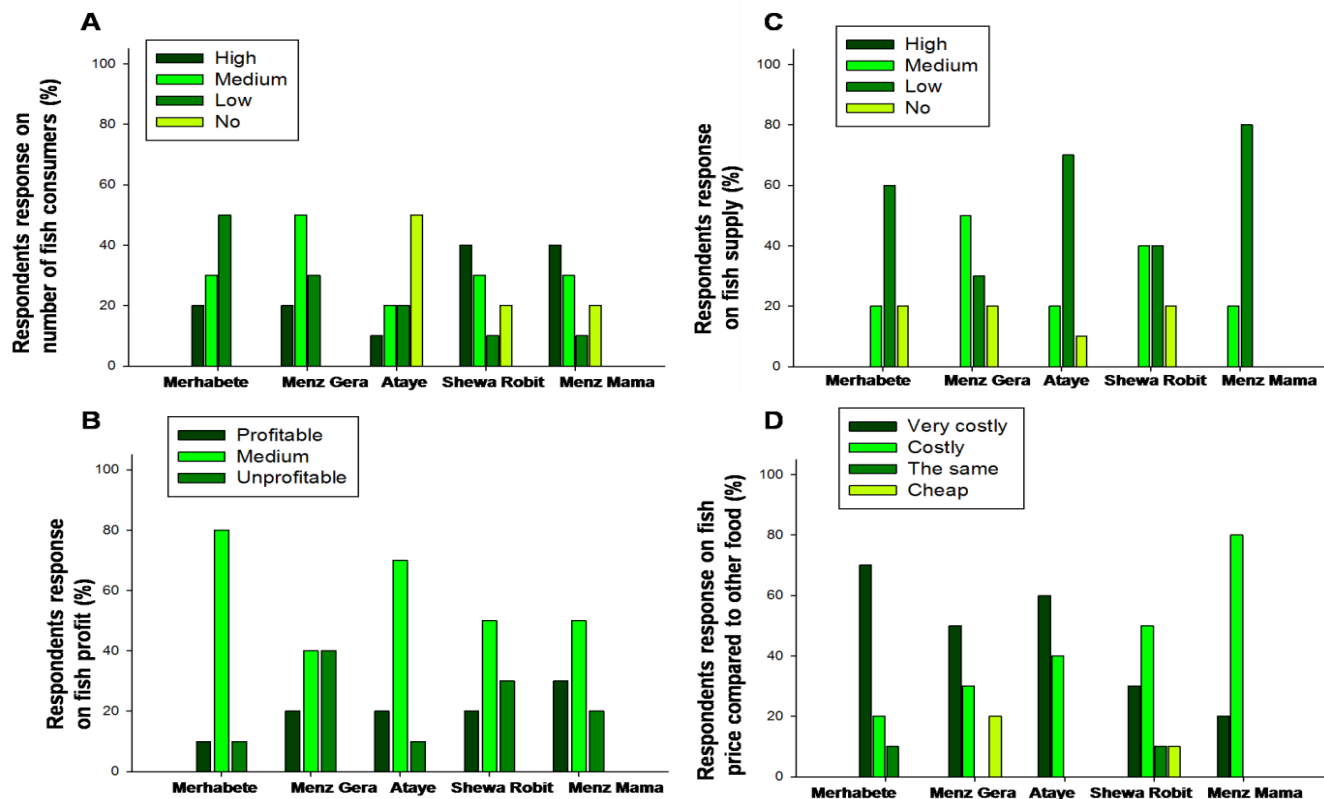 A
High
Medium
Low
No
Respondents response on
number of fish consumers (%)
100
80
60
40
20
0
Merhabete Menz Gera Ataye Shewa Robit Menz Mama
C
High
Medium
Low
No
Respondents response
on fish supply (%)
100
80
60
40
20
0
Merhabete Menz Gera Ataye Shewa Robit Menz Mama
B
Profitable
Medium
Unprofitable
Respondents response
on fish profit (%)
100
80
60
40
20
0
Merhabete Menz Gera Ataye Shewa Robit Menz Mama
D
Very costly
Costly
The same
Cheap
Respondents response on fish
price compared to other food (%)
100
80
60
40
20
0
Merhabete Menz Gera Ataye Shewa Robit Menz Mama